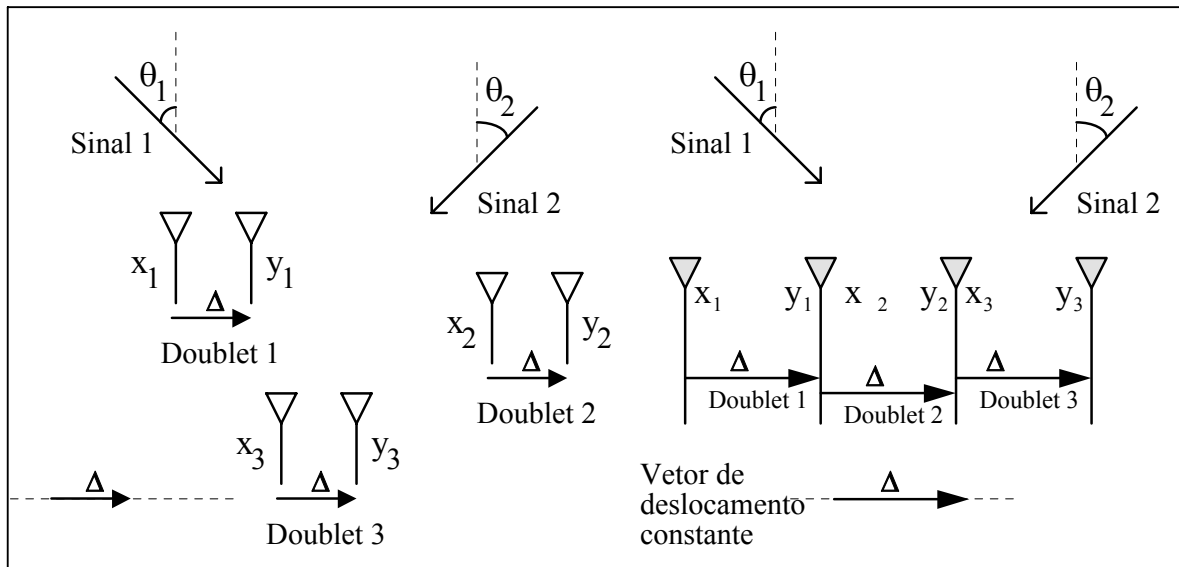 θ1 θ2 θ1 θ2
Sinal 1 Sinal 1
Sinal 2 Sinal 2
x1 y1
Δ
Doublet 1
x2 y2
Δ
Doublet 2
x3 y3
Δ
Doublet 3
Δ
x1 y1 x 2 y2 x3 y3
Δ Δ Δ
Doublet 1 Doublet 2 Doublet 3
Vetor de
deslocamento
constante
Δ